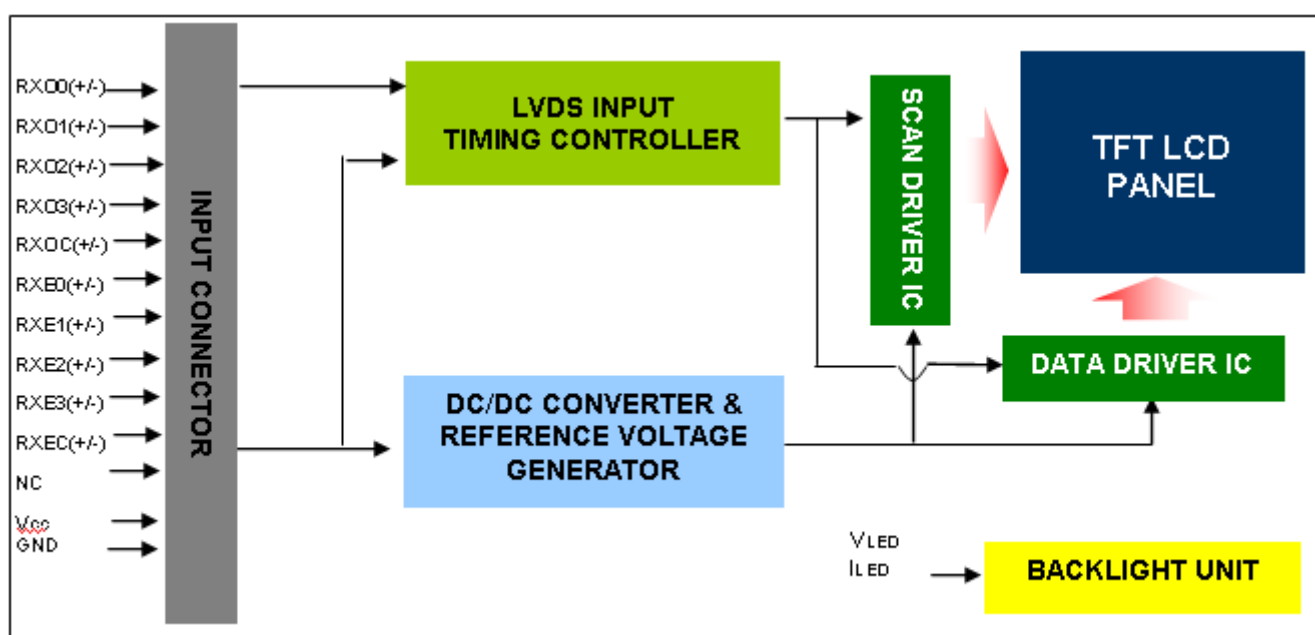 RXO0(+/-)
RXO1(+/-)
RXO2(+/-)
RXO3(+/-)
RXOC(+/-)
RXE0(+/-)
RXE1(+/-)
RXE2(+/-)
RXE3(+/-)
RXEC(+/-)
NC
Vcc
GND
INPUT CONNECTOR
LVDS INPUT
TIMING CONTROLLER
DC/DC CONVERTER &
REFERENCE VOLTAGE
GENERATOR
SCAN DRIVER IC
TFT LCD
PANEL
DATA DRIVER IC
VLED
ILED
BACKLIGHT UNIT